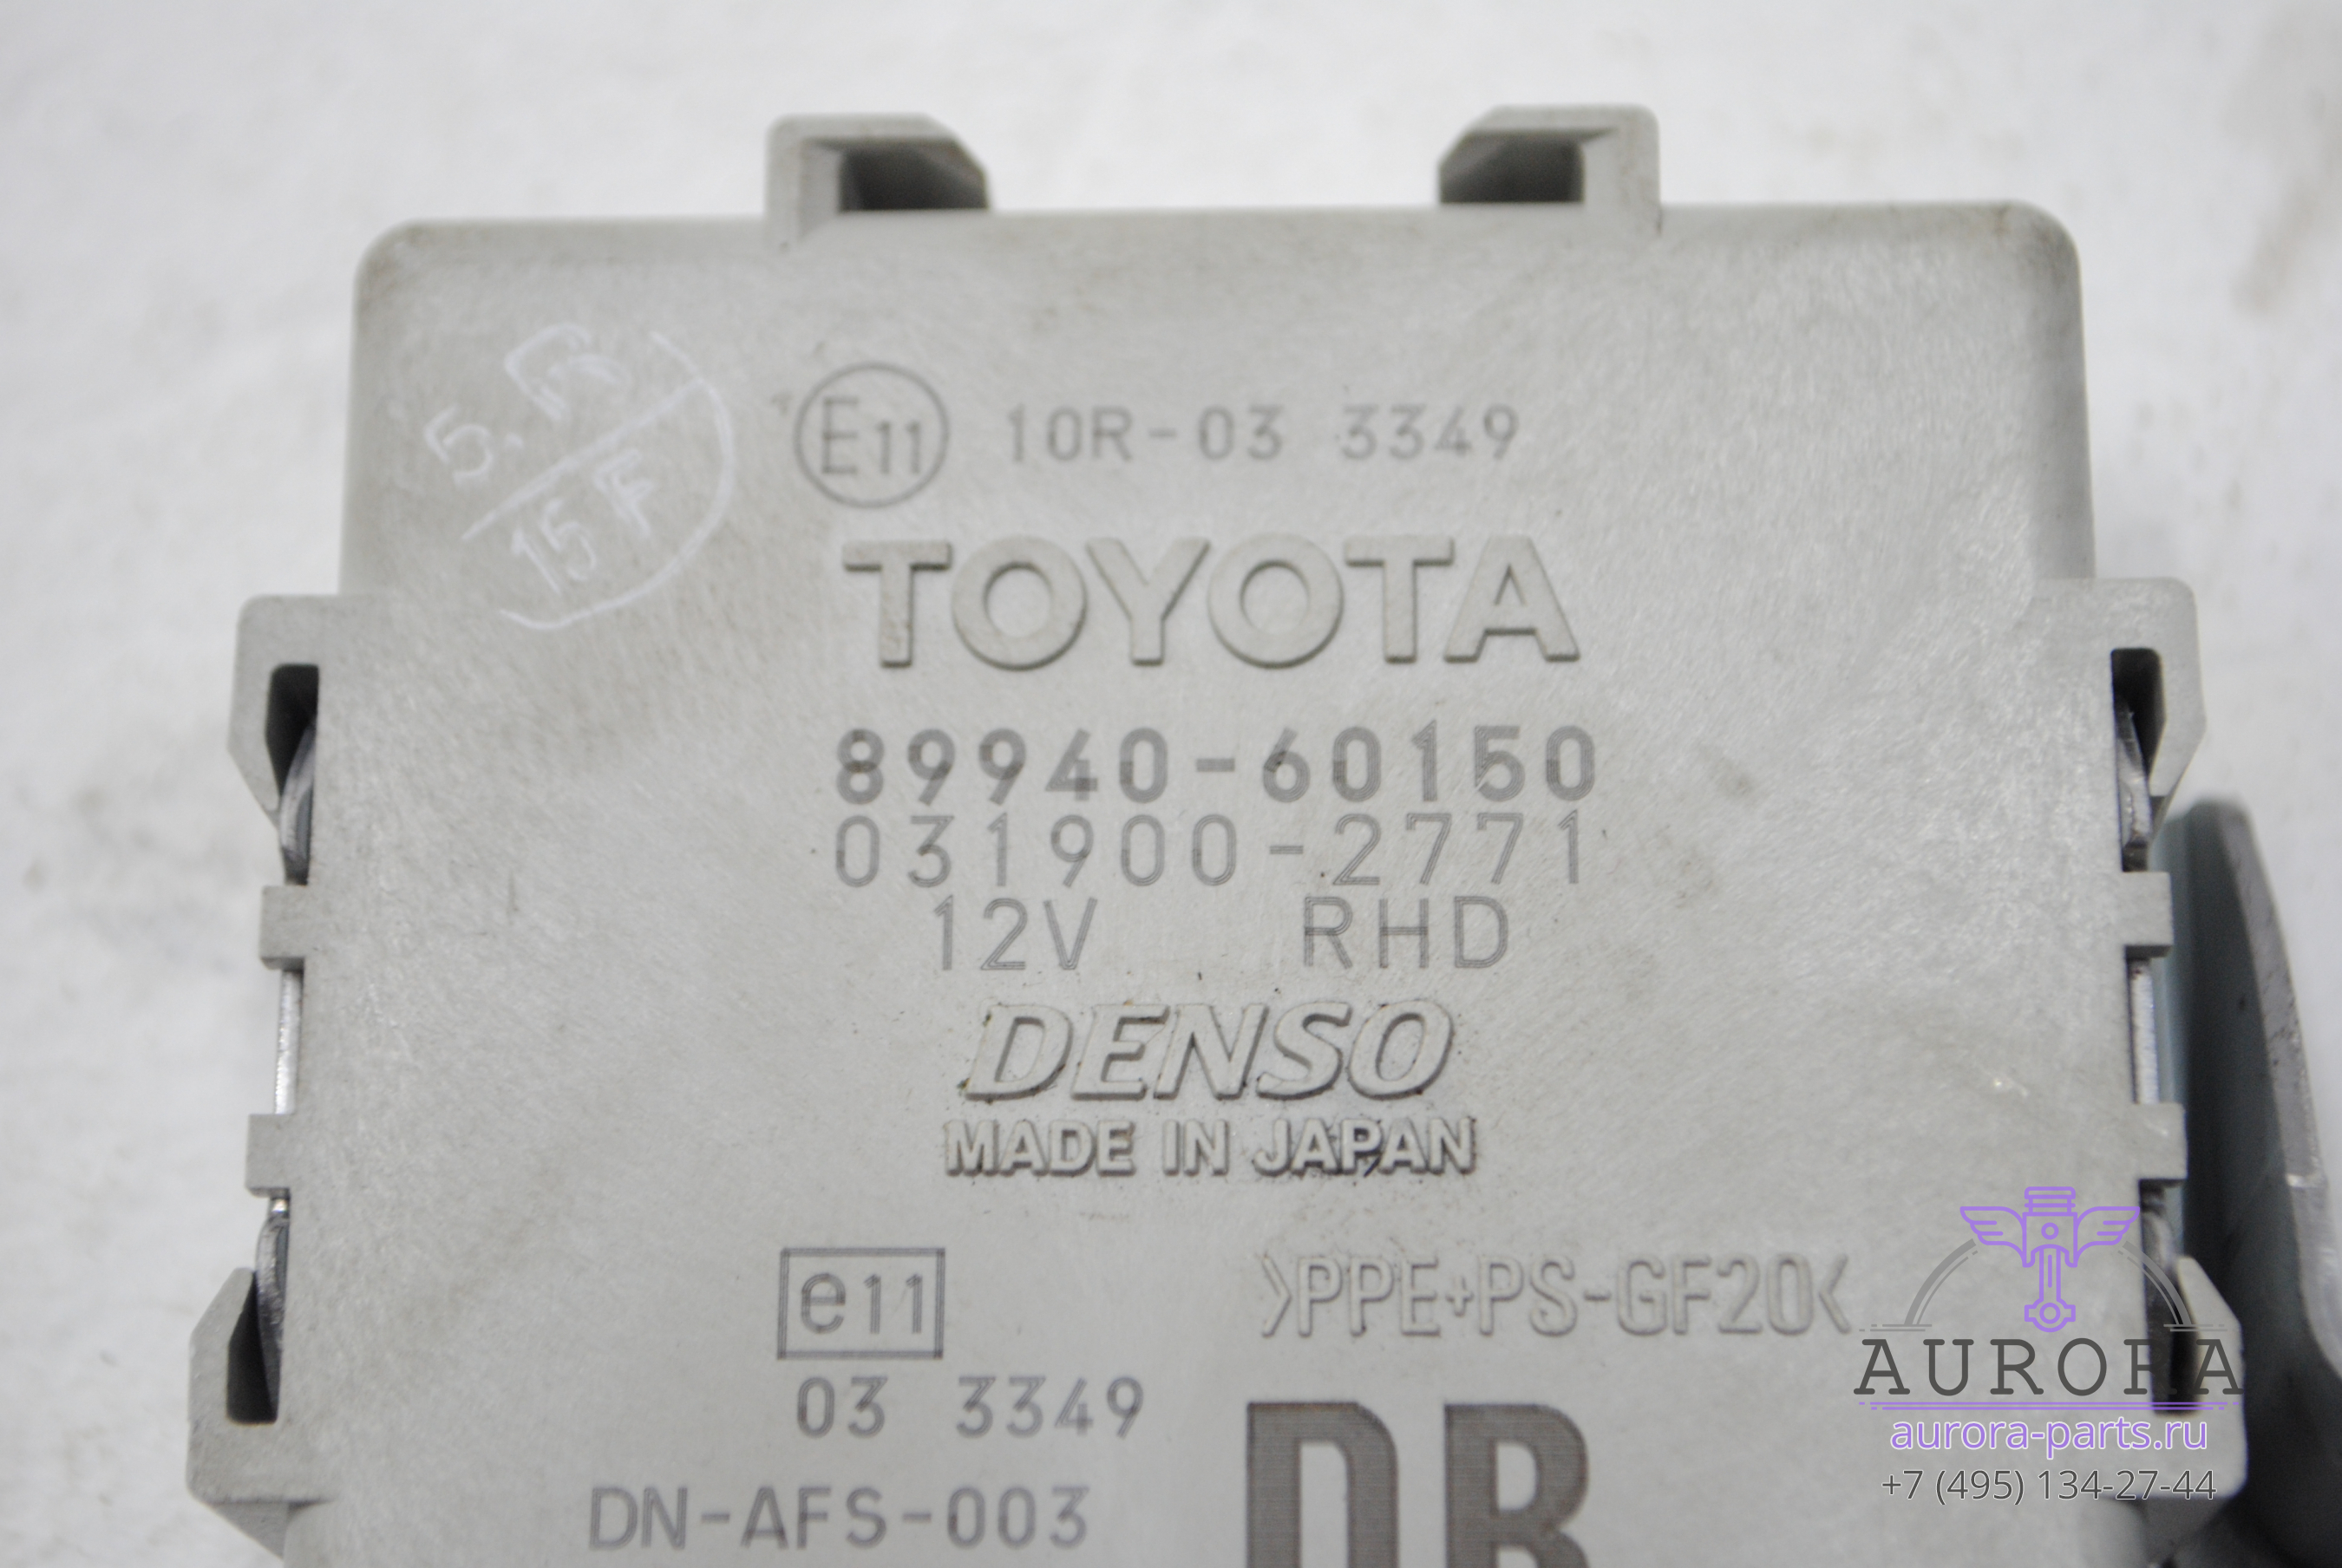 5.
15F
E11 10R-03 3349
TOYOTA
89940-60150
031900-2771
12V RHD
DENSO
MADE IN JAPAN
e11
>PPE+PS-GF20<
03 3349
DN-AFS-003
AURORA
aurora-parts.ru
+7 (495) 134-27-44